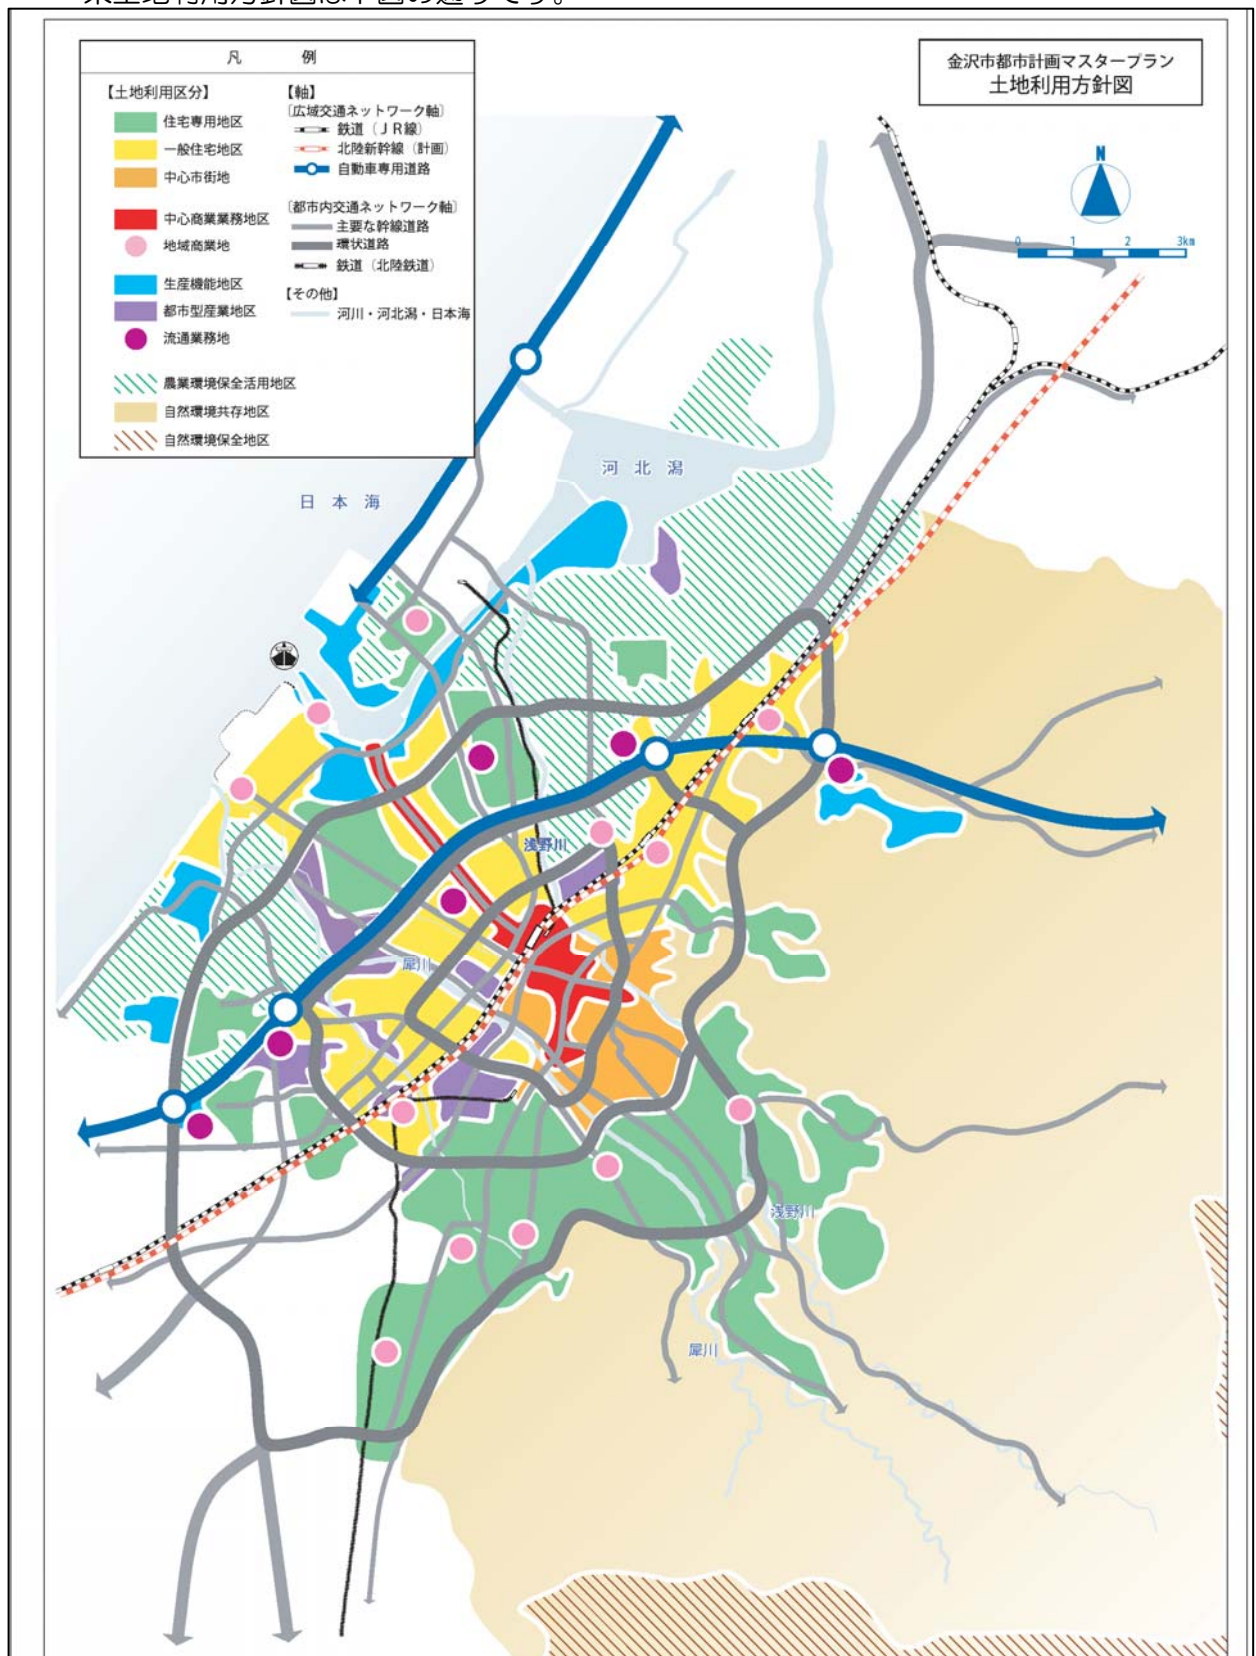 凡 例
【土地利用区分】
住宅専用地区
一般住宅地区
中心市街地
中心商業業務地区
地域商業地
生産機能地区
都市型産業地区
流通業務地
農業環境保全活用地区
自然環境共存地区
自然環境保全地区
【軸】
〔広域交通ネットワーク軸〕
鉄道（ＪＲ線）
北陸新幹線（計画）
自動車専用道路
〔都市内交通ネットワーク軸〕
主要な幹線道路
環状道路
鉄道（北陸鉄道）
【その他】
河川・河北潟・日本海
金沢市都市計画マスタープラン
土地利用方針図
N
0 1 2 3km
河 北 潟
日 本 海
浅野川
犀川
浅野川
犀川